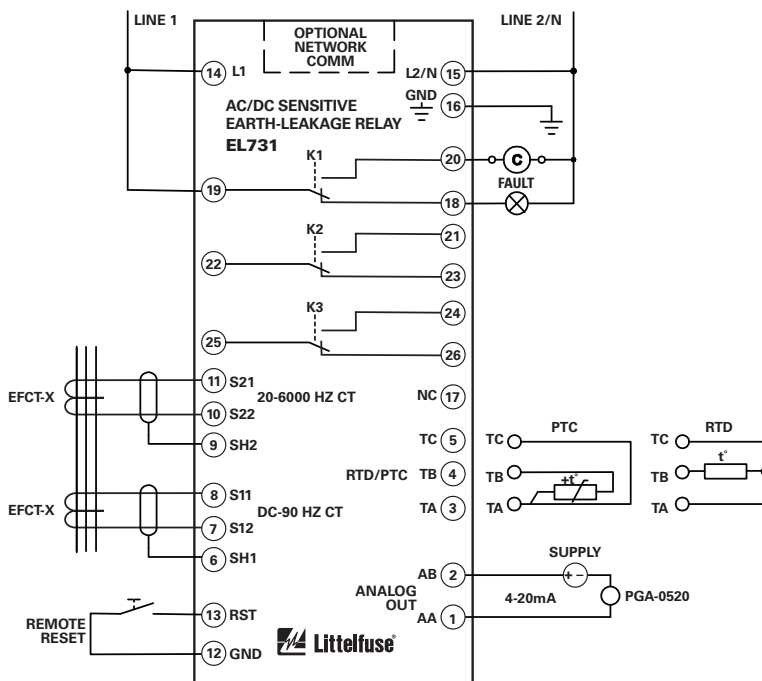 LINE 1
LINE 2/N
OPTIONAL
NETWORK
COMM
14 L1
L2/N 15
GND 16
AC/DC SENSITIVE
EARTH-LEAKAGE RELAY
EL731
K1
20
C
FAULT
19
18
K2
21
22
23
K3
24
25
26
EFCT-X
11 S21
20-6000 HZ CT
10 S22
9 SH2
NC 17
TC 5
RTD/PTC
TB 4
TA 3
PTC
TC
TB
+t°
TA
RTD
TC
t°
TB
TA
EFCT-X
8 S11
DC-90 HZ CT
7 S12
6 SH1
AB 2
ANALOG
OUT
AA 1
SUPPLY
+ −
4-20mA
PGA-0520
REMOTE
RESET
13 RST
12 GND
Littelfuse®